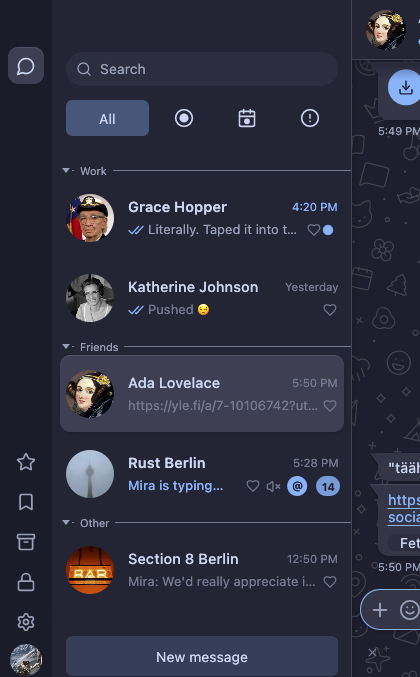 Search
All
5:49 PM
Work
Grace Hopper 4:20 PM
Literally. Taped it into t...
Katherine Johnson Yesterday
Pushed 😏
Friends
Ada Lovelace 5:50 PM
https://yle.fi/a/7-10106742?ut...
Rust Berlin 5:28 PM
Mira is typing... @ 14
"tääh
https
socia
Fet
Other
5:50 PM
Section 8 Berlin 12:50 PM
Mira: We'd really appreciate i...
BAR
New message